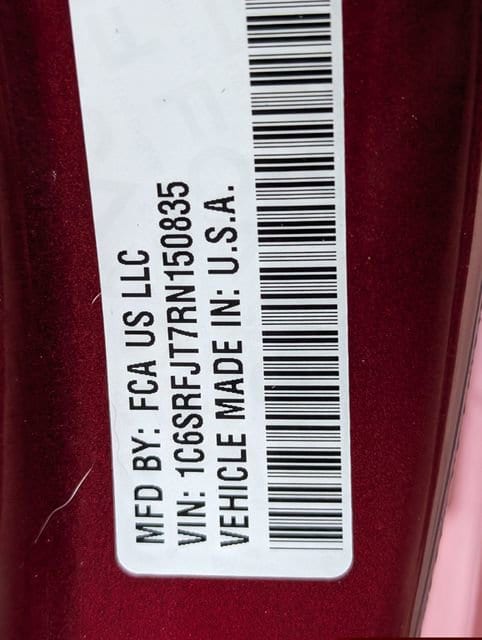 MFD BY: FCA US LLC
VIN: 1C6SRFJT7RN150835
VEHICLE MADE IN: U.S.A.